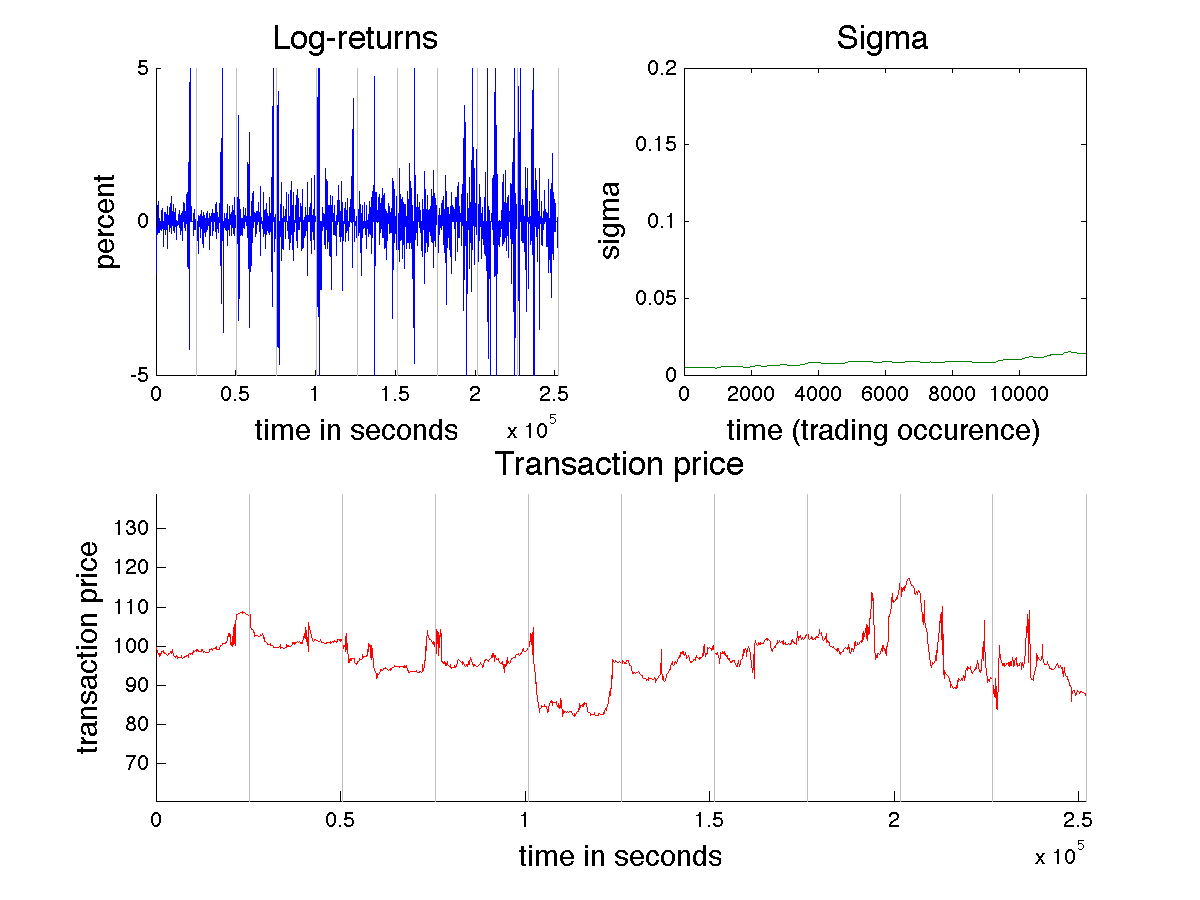 Log-returns
5
0
-5
percent
0 0.5 1 1.5 2 2.5
time in seconds
x 10^5
Sigma
0.2
0.15
0.1
0.05
0
sigma
0 2000 4000 6000 8000 10000
time (trading occurence)
Transaction price
130
120
110
100
90
80
70
transaction price
0 0.5 1 1.5 2 2.5
time in seconds
x 10^5